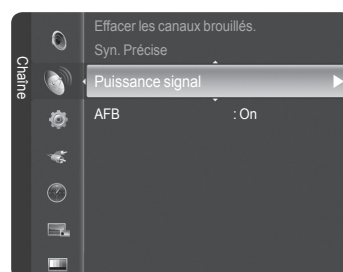 Chaîne
Effacer les canaux brouillés.
Syn. Précise
Puissance signal
AFB : On